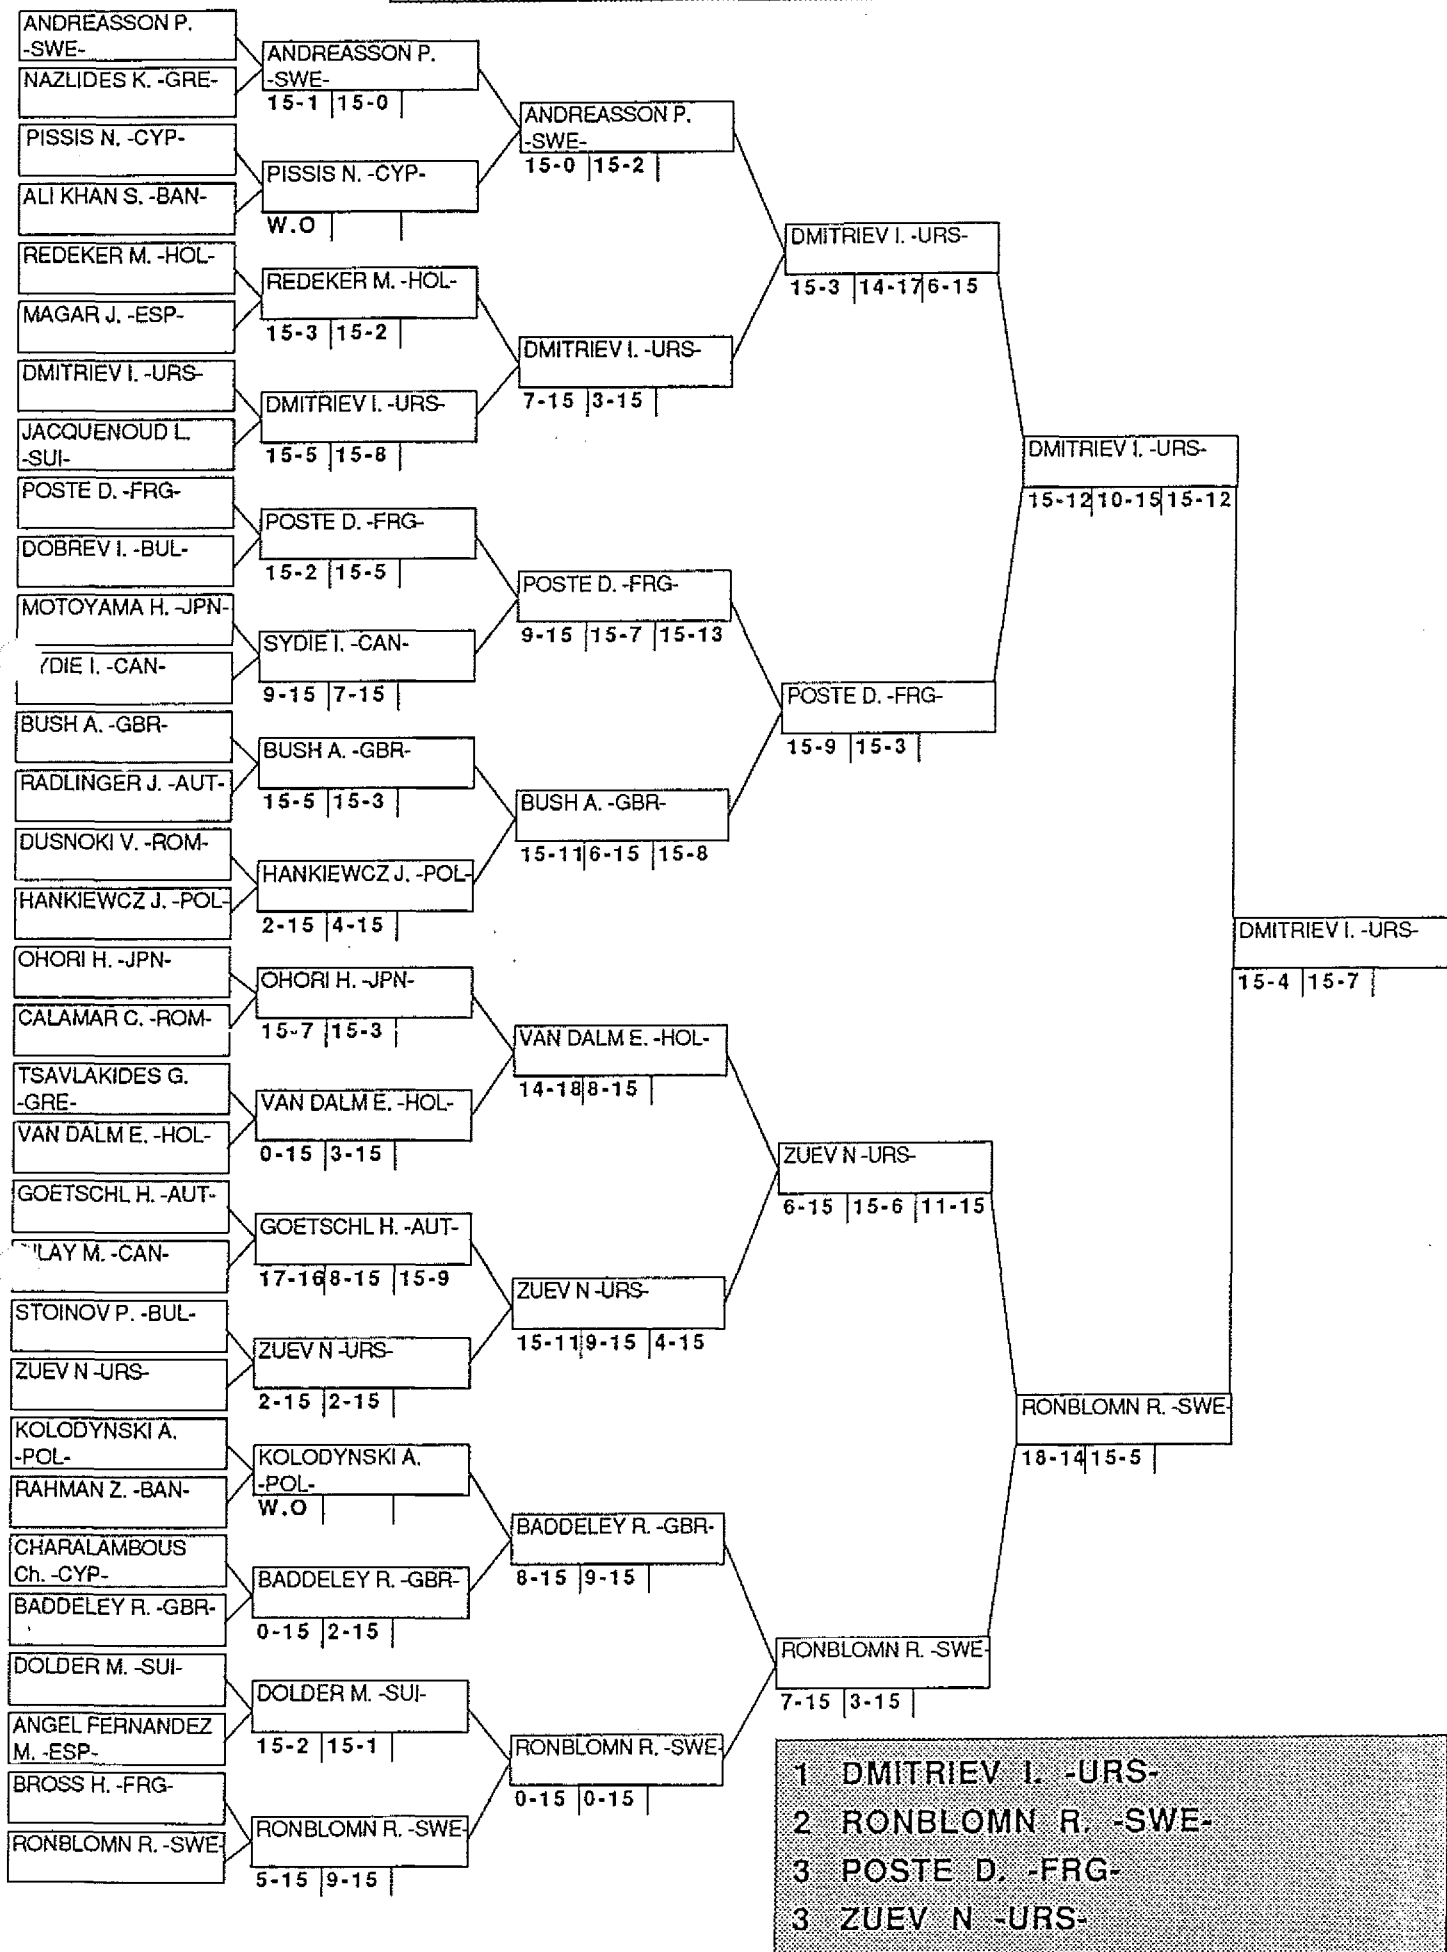 ANDREASSON P.
-SWE-
NAZLIDES K. -GRE-
PISSIS N. -CYP-
ALI KHAN S. -BAN-
REDEKER M. -HOL-
MAGAR J. -ESP-
DMITRIEV I. -URS-
JACQUENOUD L.
-SUI-
POSTE D. -FRG-
DOBREV I. -BUL-
MOTOYAMA H. -JPN-
YDIE I. -CAN-
BUSH A. -GBR-
RADLINGER J. -AUT-
DUSNOKI V. -ROM-
HANKIEWCZ J. -POL-
OHORI H. -JPN-
CALAMAR C. -ROM-
TSAVLAKIDES G.
-GRE-
VAN DALM E. -HOL-
GOETSCHL H. -AUT-
M. -CAN-
STOINOV P. -BUL-
ZUEV N -URS-
KOLODYNSKI A.
-POL-
RAHMAN Z. -BAN-
CHARALAMBOUS
Ch. -CYP-
BADDELEY R. -GBR-
DOLDER M. -SUI-
ANGEL FERNANDEZ
M. -ESP-
BROSS H. -FRG-
RONBLOMN R. -SWE-
ANDREASSON P.
-SWE-
15-1 15-0
PISSIS N. -CYP-
W.O
REDEKER M. -HOL-
15-3 15-2
DMITRIEV I. -URS-
15-5 15-8
POSTE D. -FRG-
15-2 15-5
SYDIE I. -CAN-
9-15 7-15
BUSH A. -GBR-
15-5 15-3
HANKIEWCZ J. -POL-
2-15 4-15
OHORI H. -JPN-
15-7 15-3
VAN DALM E. -HOL-
0-15 3-15
GOETSCHL H. -AUT-
17-16 8-15 15-9
ZUEV N -URS-
2-15 2-15
KOLODYNSKI A.
-POL-
W.O
BADDELEY R. -GBR-
0-15 2-15
DOLDER M. -SUI-
15-2 15-1
RONBLOMN R. -SWE-
5-15 9-15
ANDREASSON P.
-SWE-
15-0 15-2
DMITRIEV I. -URS-
7-15 3-15
POSTE D. -FRG-
9-15 15-7 15-13
BUSH A. -GBR-
15-11 6-15 15-8
VAN DALM E. -HOL-
14-18 8-15
ZUEV N -URS-
15-11 9-15 4-15
BADDELEY R. -GBR-
8-15 9-15
RONBLOMN R. -SWE-
0-15 0-15
DMITRIEV I. -URS-
15-3 14-17 6-15
POSTE D. -FRG-
15-9 15-3
ZUEV N -URS-
6-15 15-6 11-15
RONBLOMN R. -SWE-
7-15 3-15
DMITRIEV I. -URS-
15-12 10-15 15-12
RONBLOMN R. -SWE-
18-14 15-5
DMITRIEV I. -URS-
15-4 15-7
1 DMITRIEV I. -URS-
2 RONBLOMN R. -SWE-
3 POSTE D. -FRG-
3 ZUEV N -URS-